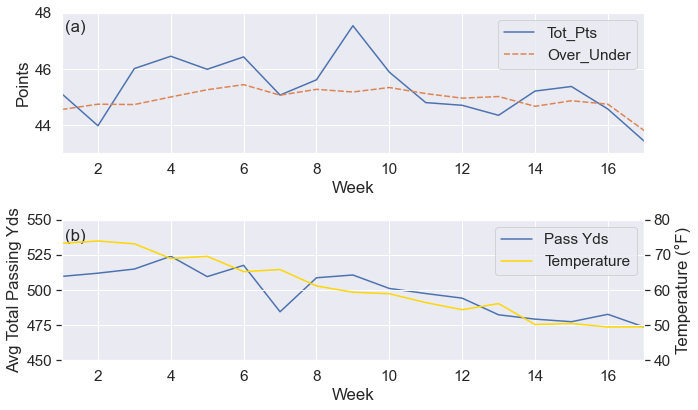 (a)
Tot_Pts
Over_Under
Points
48
46
44
2 4 6 8 10 12 14 16
Week
(b)
Pass Yds
Temperature
Avg Total Passing Yds
550
525
500
475
450
80
70
60
50
40
Temperature (°F)
2 4 6 8 10 12 14 16
Week